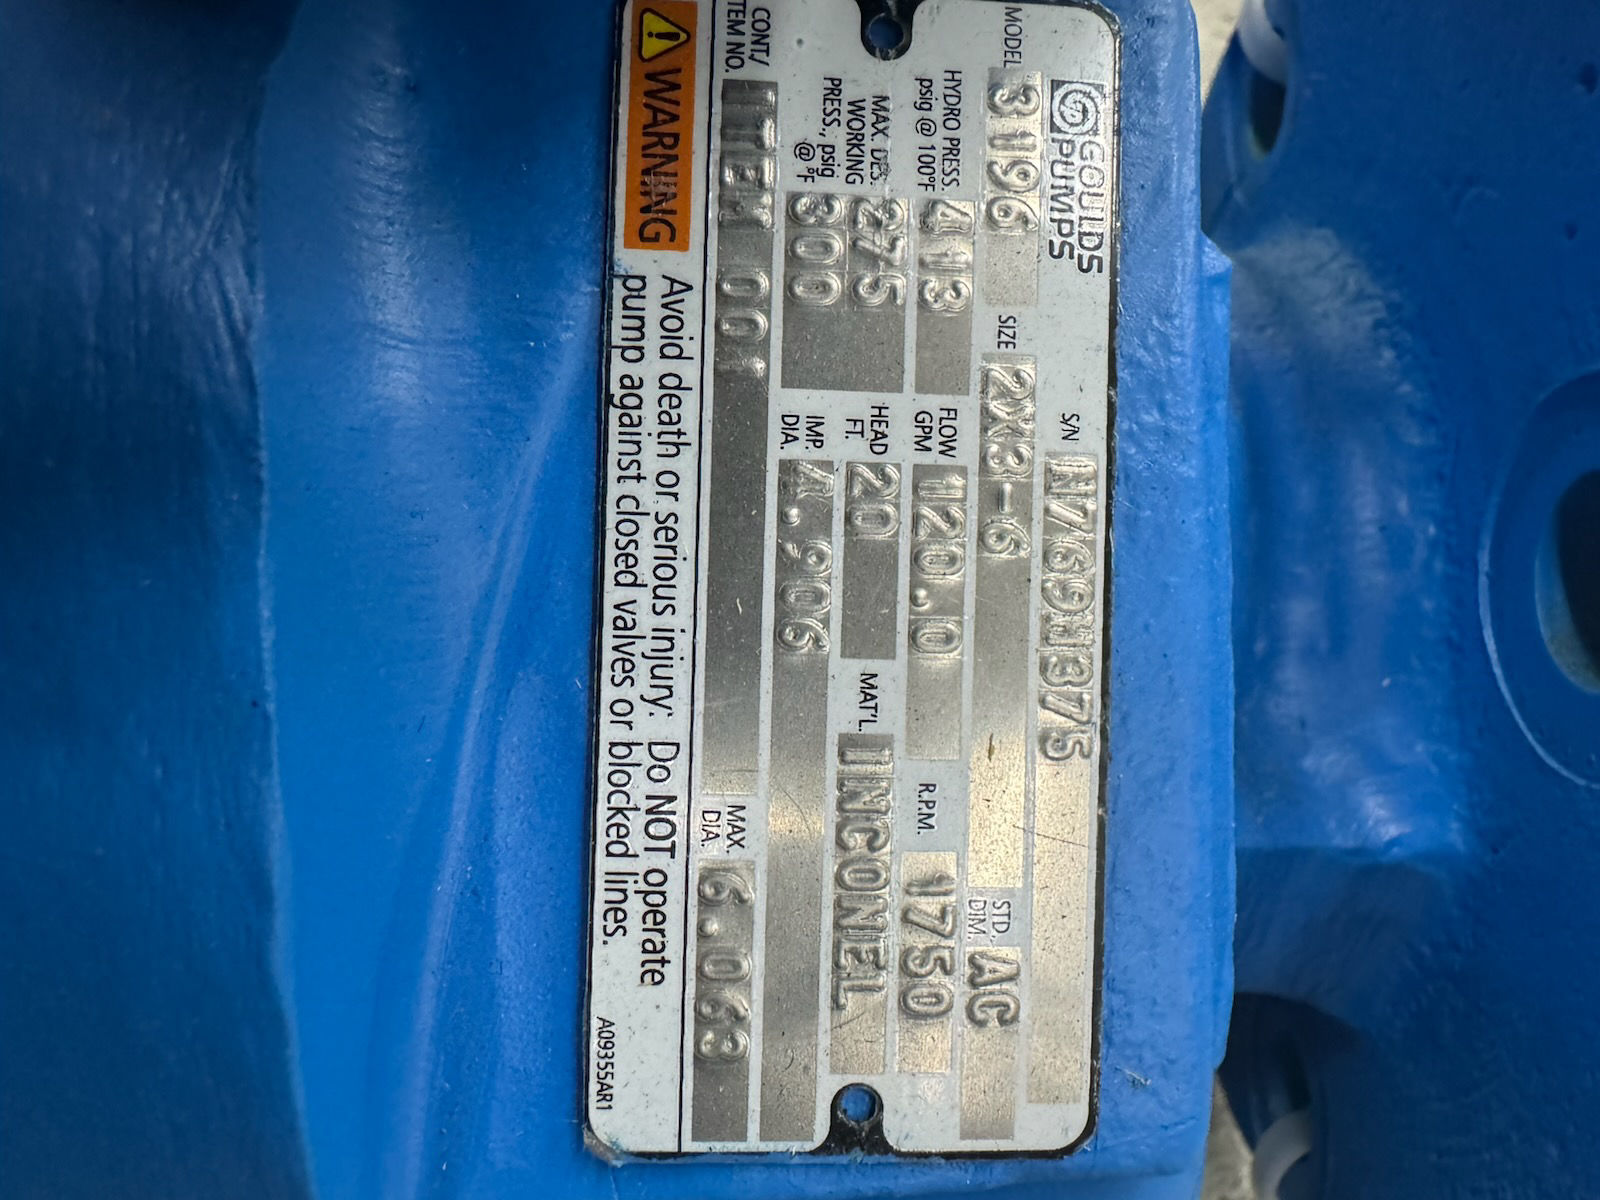 GOULDS PUMPS
S/N N769H1375
MODEL 3196 SIZE 2X3-6 STD. DIM. AC
HYDRO PRESS. psig @ 100°F 413 FLOW GPM 120.0 R.P.M. 1750
MAX. DES. WORKING PRESS., psig @ °F 275 300 HEAD FT. 20 MAT'L. INCONEL
IMP. DIA. 4.906
CONT./ ITEM NO. ITEM 001 MAX. DIA. 6.063
WARNING
Avoid death or serious injury. Do NOT operate
pump against closed valves or blocked lines.
A09355AR1